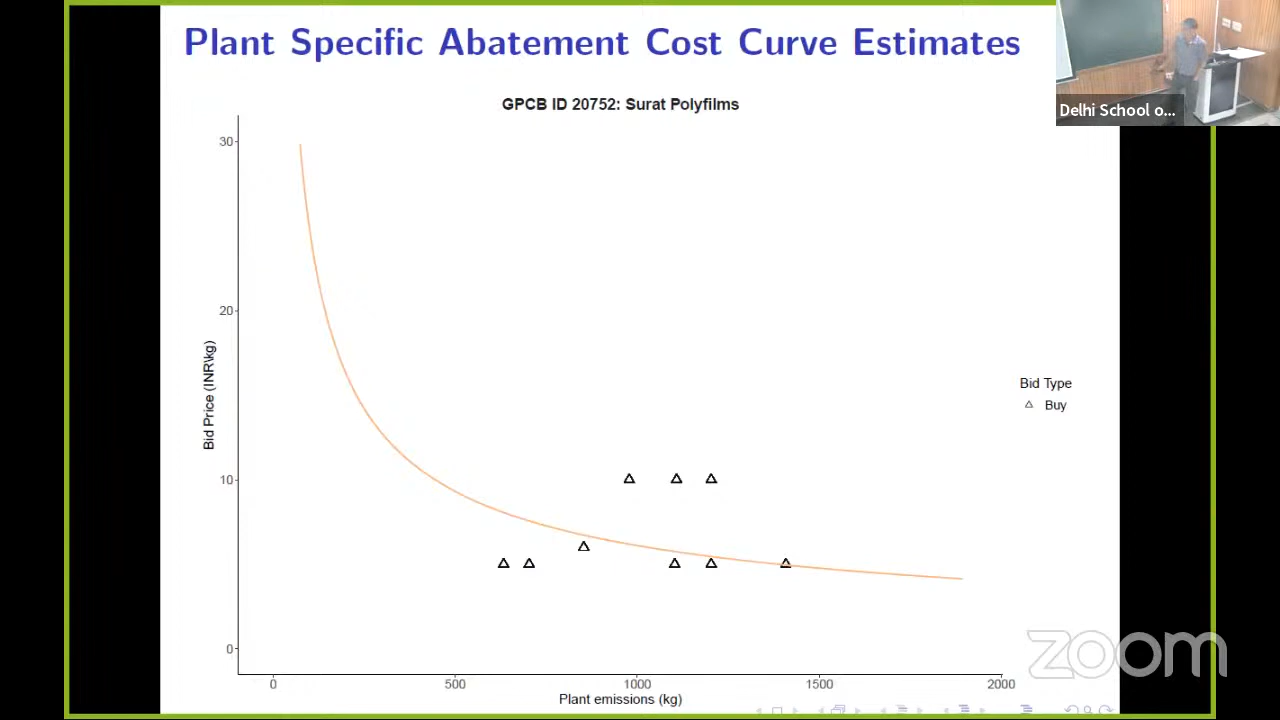 Plant Specific Abatement Cost Curve Estimates
Delhi School o...
GPCB ID 20752: Surat Polyfilms
30
20
10
0
Bid Price (INR\kg)
Bid Type
Buy
0 500 1000 1500 2000
Plant emissions (kg)
zoom